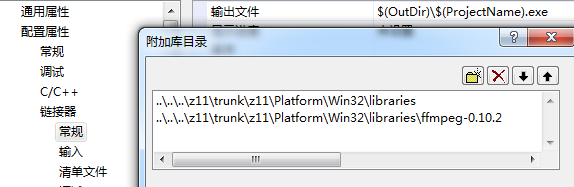 通用属性
配置属性
常规
调试
C/C++
链接器
常规
输入
清单文件
输出文件 $(OutDir)\$(ProjectName).exe
附加库目录
..\..\..\z11\trunk\z11\Platform\Win32\libraries
..\..\..\z11\trunk\z11\Platform\Win32\libraries\ffmpeg-0.10.2